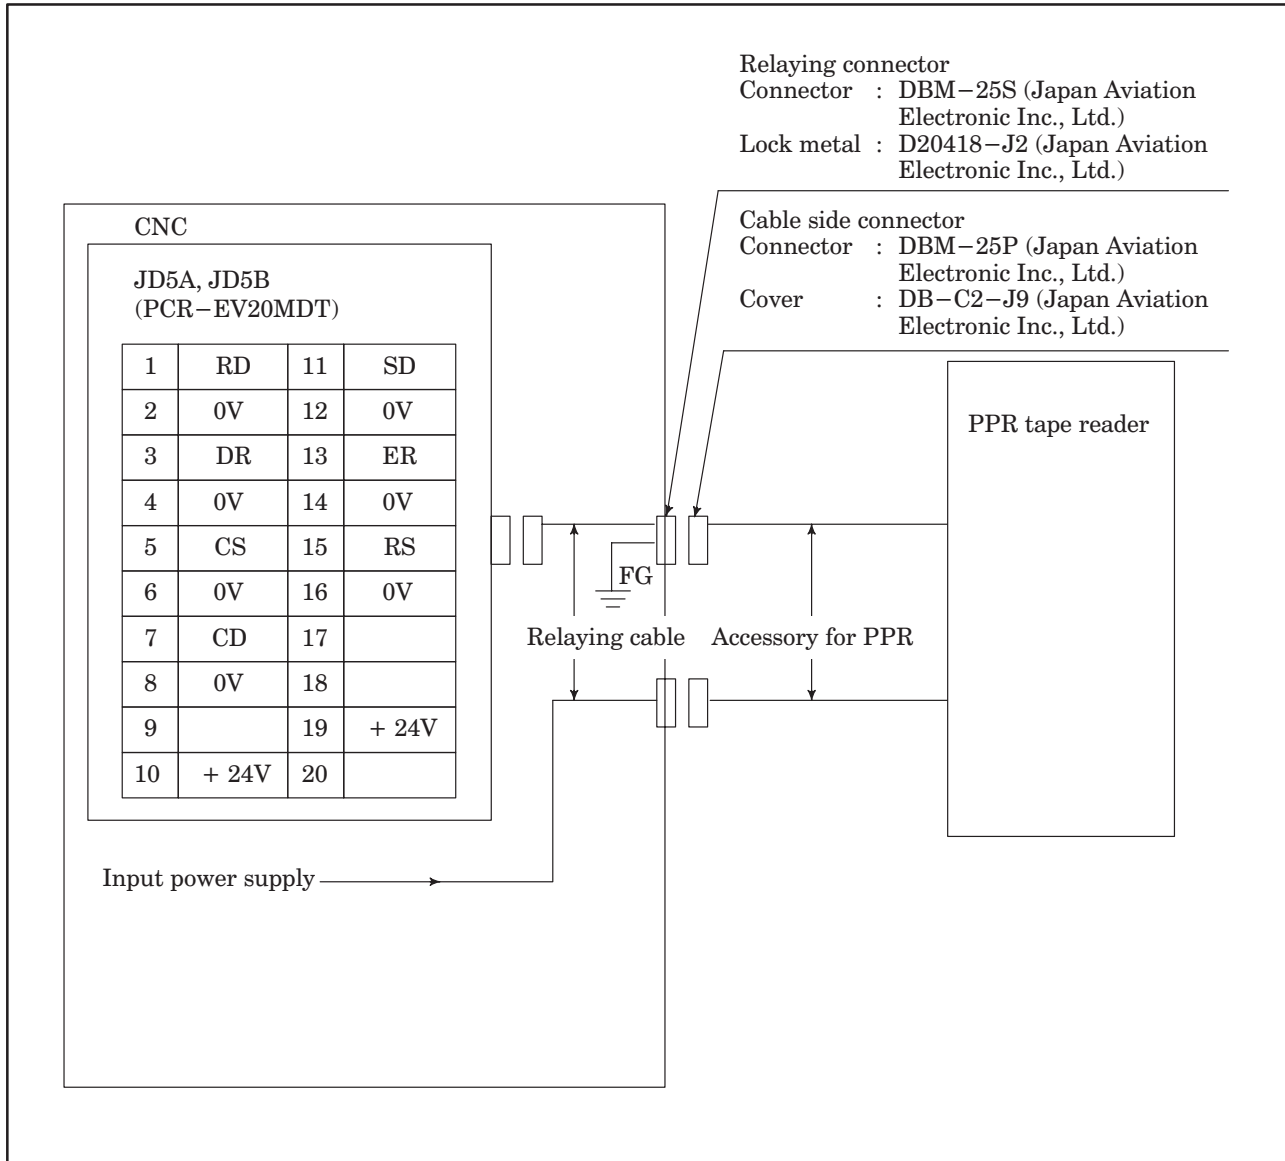 Relaying connector
Connector : DBM−25S (Japan Aviation
Electronic Inc., Ltd.)
Lock metal : D20418−J2 (Japan Aviation
Electronic Inc., Ltd.)
Cable side connector
Connector : DBM−25P (Japan Aviation
Electronic Inc., Ltd.)
Cover : DB−C2−J9 (Japan Aviation
Electronic Inc., Ltd.)
CNC
JD5A, JD5B
(PCR−EV20MDT)
1 RD 11 SD
2 0V 12 0V
3 DR 13 ER
4 0V 14 0V
5 CS 15 RS
6 0V 16 0V
7 CD 17
8 0V 18
9 19 + 24V
10 + 24V 20
FG
Relaying cable
Accessory for PPR
PPR tape reader
Input power supply